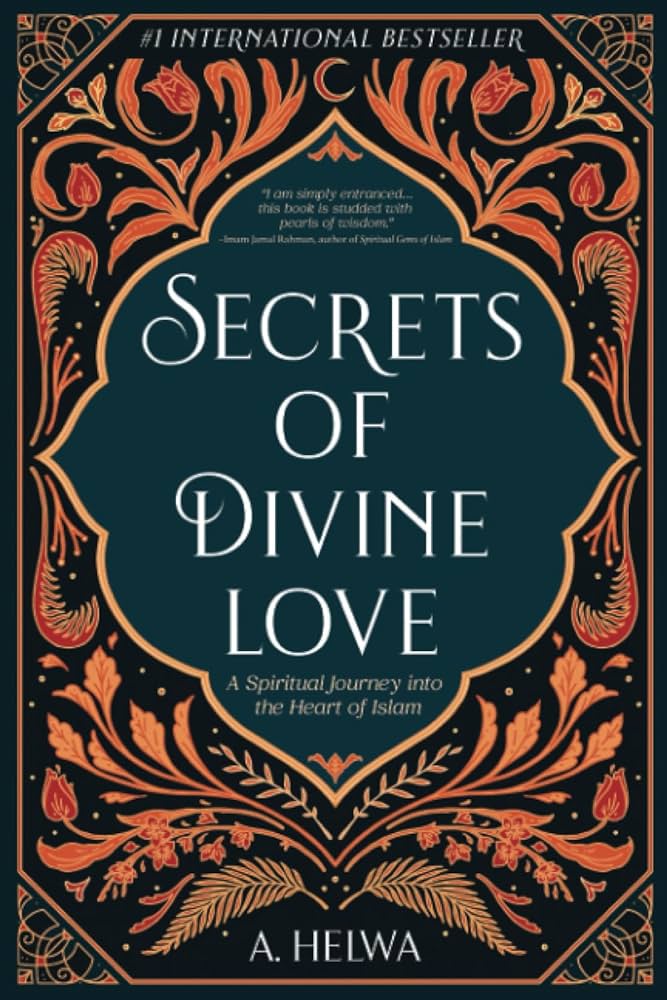 #1 INTERNATIONAL BESTSELLER
"I am simply entranced...
this book is studded with
pearls of wisdom."
–Imam Jamal Rahman, author of Spiritual Gems of Islam
SECRETS
OF
DIVINE
LOVE
A Spiritual Journey into
the Heart of Islam
A. HELWA